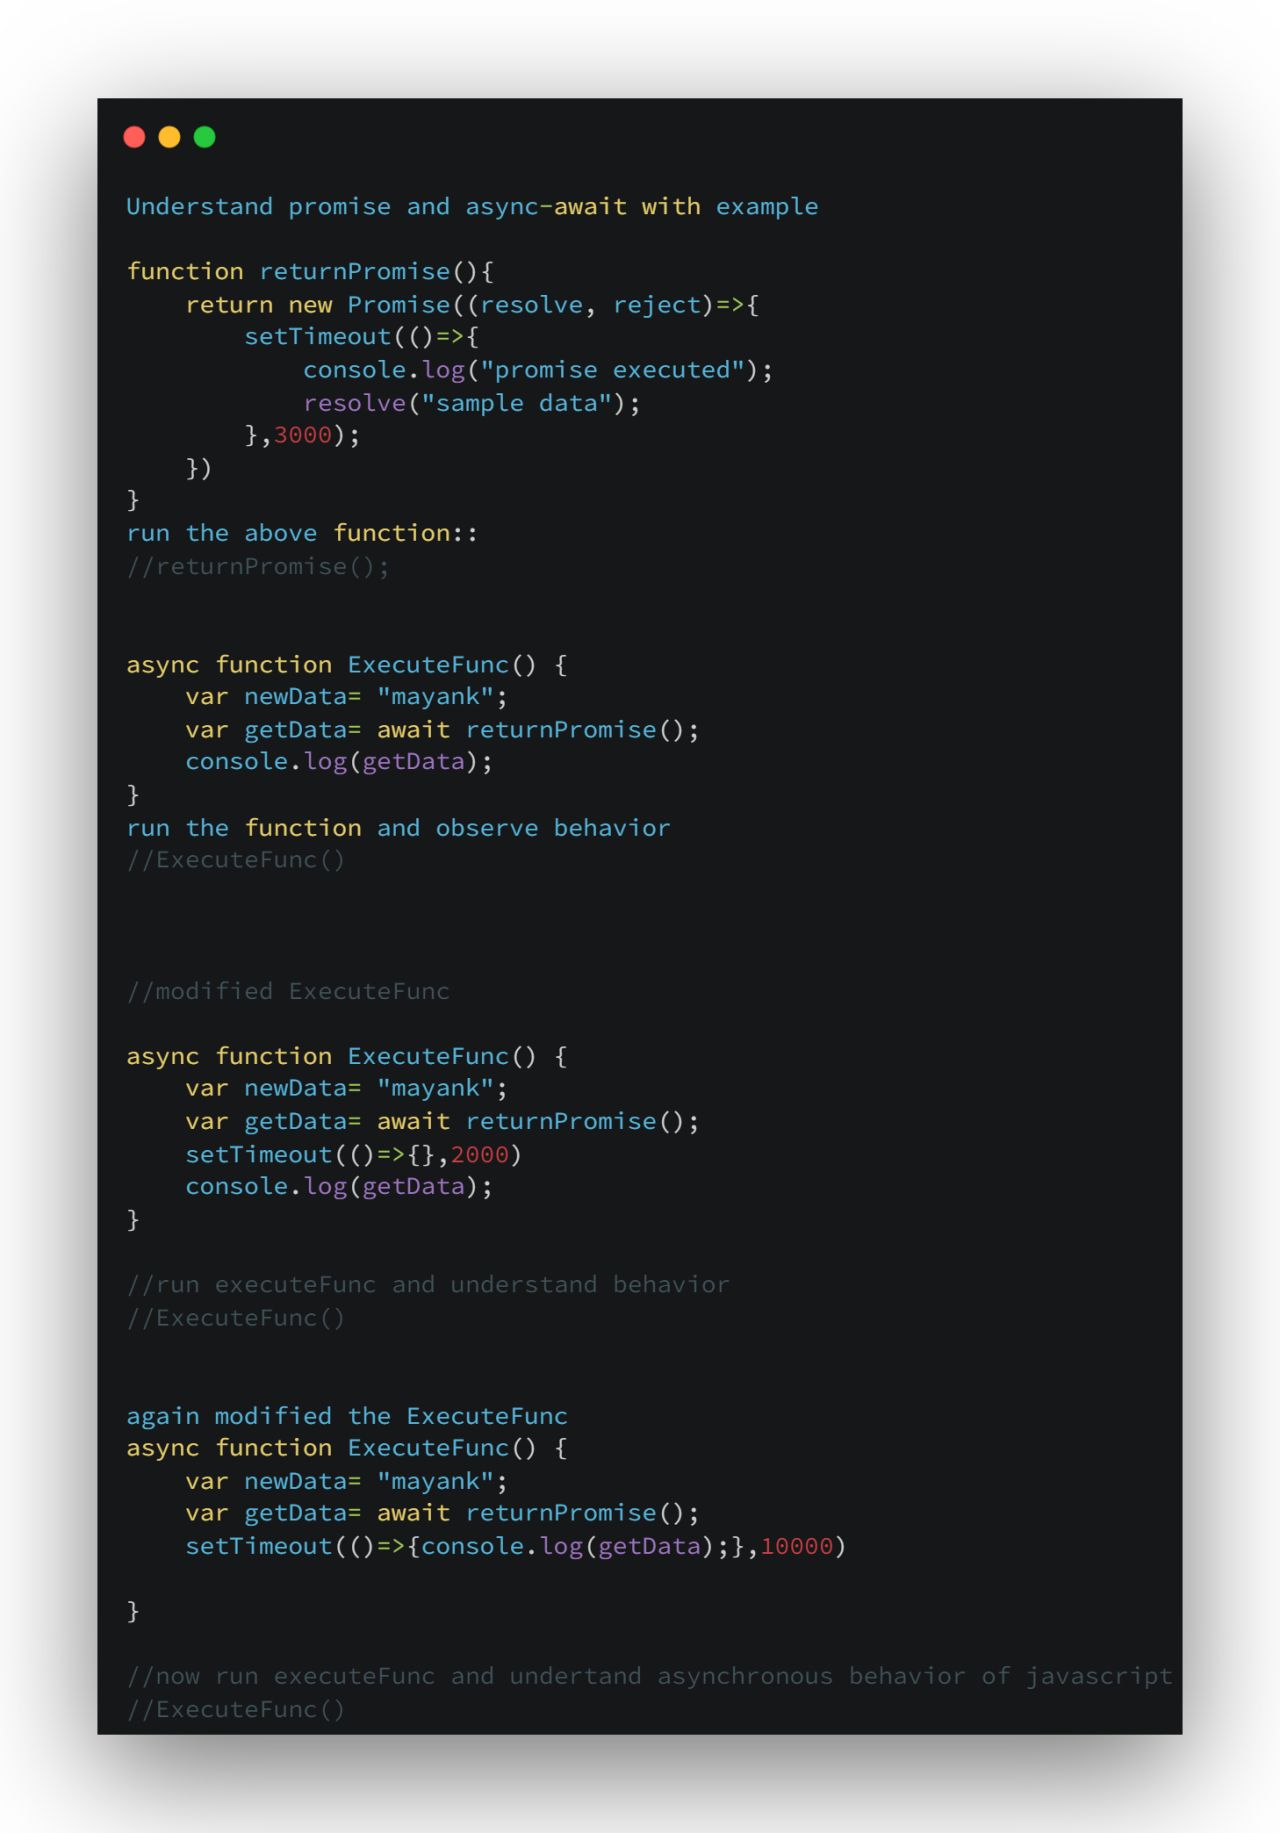 Understand promise and async-await with example
function returnPromise(){
    return new Promise((resolve, reject)=>{
        setTimeout(()=>{
            console.log("promise executed");
            resolve("sample data");
        },3000);
    })
}
run the above function::
//returnPromise();
async function ExecuteFunc() {
    var newData= "mayank";
    var getData= await returnPromise();
    console.log(getData);
}
run the function and observe behavior
//ExecuteFunc()
//modified ExecuteFunc
async function ExecuteFunc() {
    var newData= "mayank";
    var getData= await returnPromise();
    setTimeout(()=>{},2000)
    console.log(getData);
}
//run executeFunc and understand behavior
//ExecuteFunc()
again modified the ExecuteFunc
async function ExecuteFunc() {
    var newData= "mayank";
    var getData= await returnPromise();
    setTimeout(()=>{console.log(getData);},10000)
}
//now run executeFunc and undertand asynchronous behavior of javascript
//ExecuteFunc()